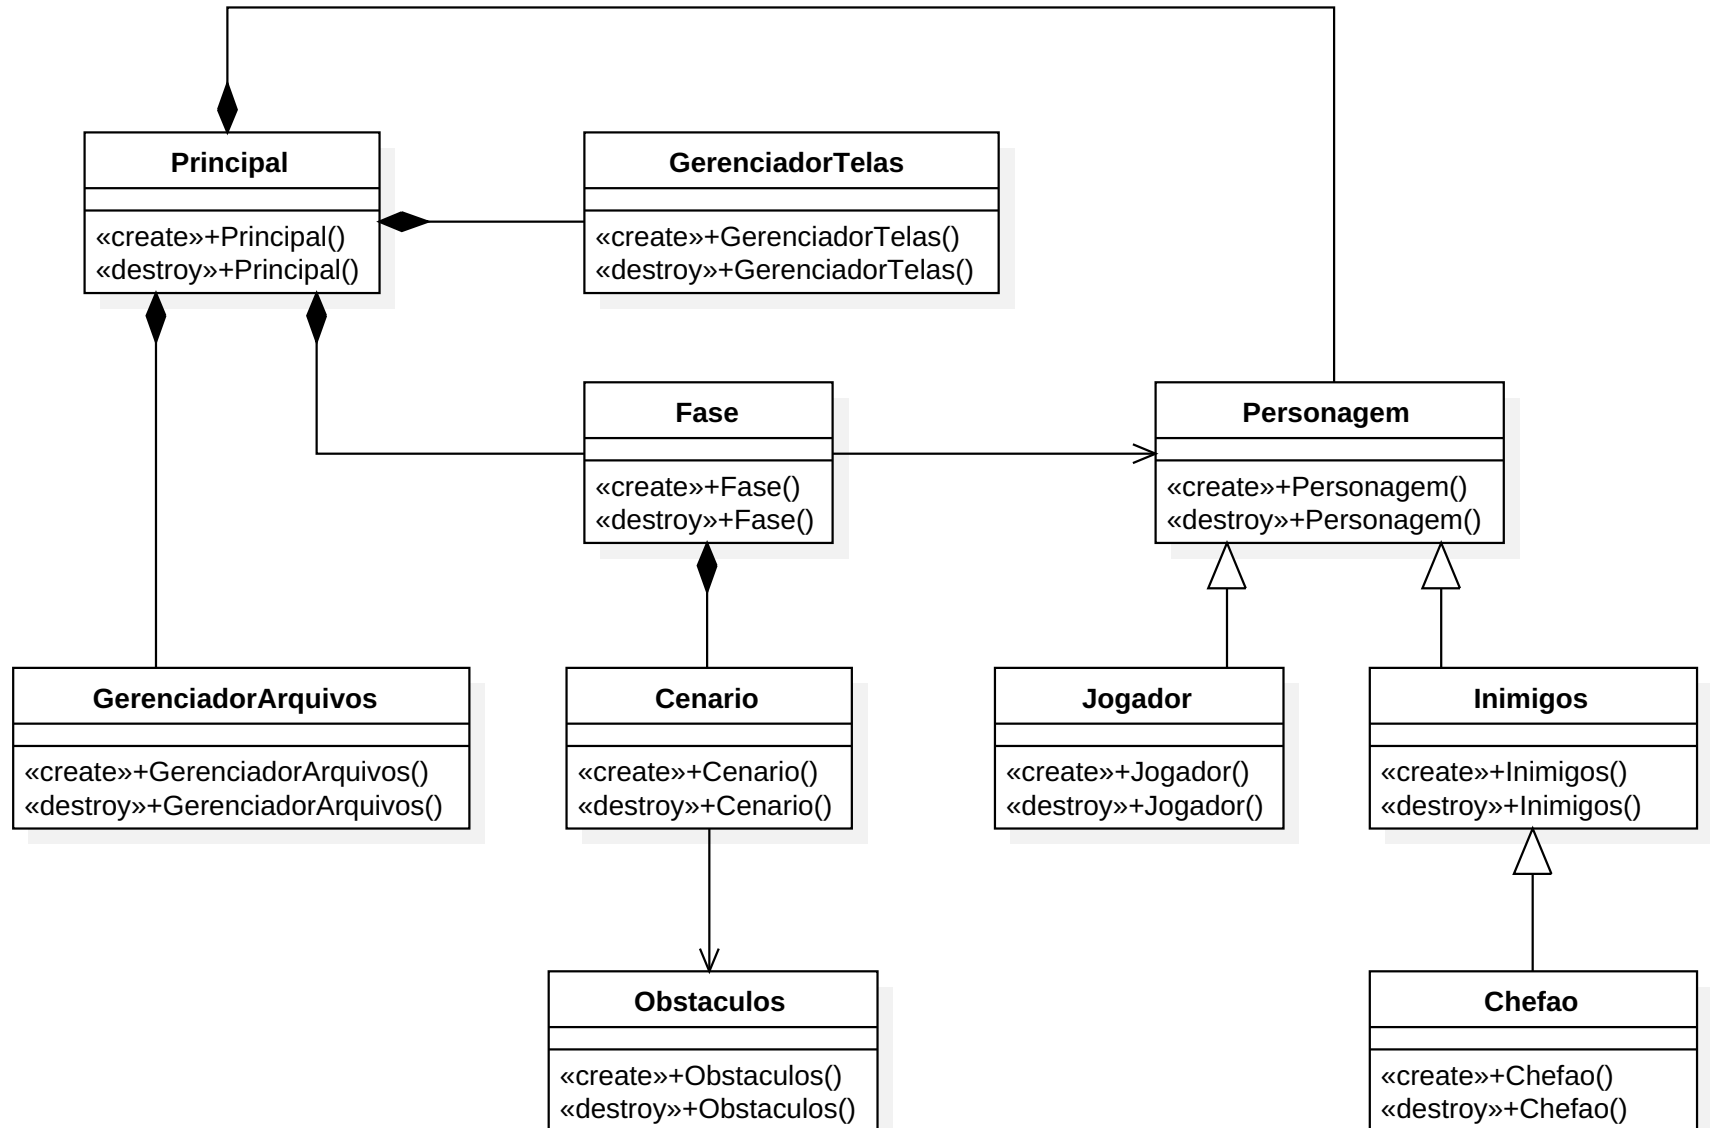 Principal
«create»+Principal()
«destroy»+Principal()
GerenciadorTelas
«create»+GerenciadorTelas()
«destroy»+GerenciadorTelas()
Fase
«create»+Fase()
«destroy»+Fase()
Personagem
«create»+Personagem()
«destroy»+Personagem()
GerenciadorArquivos
«create»+GerenciadorArquivos()
«destroy»+GerenciadorArquivos()
Cenario
«create»+Cenario()
«destroy»+Cenario()
Jogador
«create»+Jogador()
«destroy»+Jogador()
Inimigos
«create»+Inimigos()
«destroy»+Inimigos()
Obstaculos
«create»+Obstaculos()
«destroy»+Obstaculos()
Chefao
«create»+Chefao()
«destroy»+Chefao()